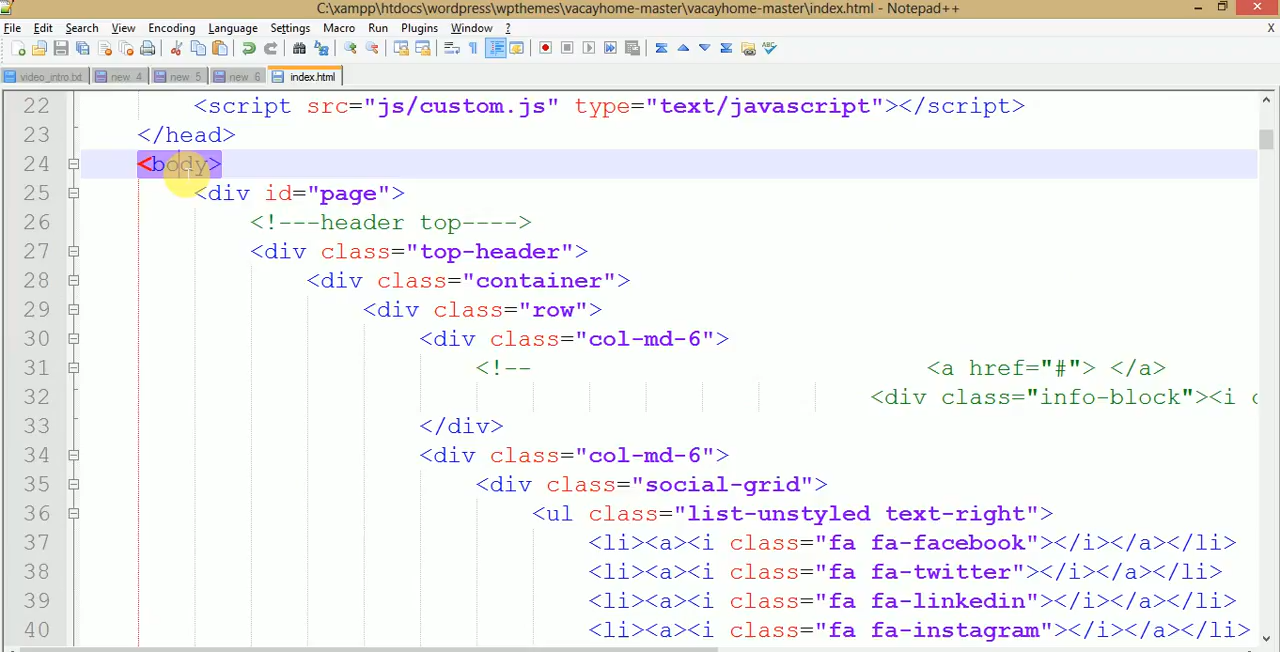 C:\xampp\htdocs\wordpress\wpthemes\vacayhome-master\vacayhome-master\index.html - Notepad++
File Edit Search View Encoding Language Settings Macro Run Plugins Window ? X
video_intro.txt new 4 new 5 new 6 index.html
22 <script src="js/custom.js" type="text/javascript"></script>
23 </head>
24 <body>
25 <div id="page">
26 <!---header top---->
27 <div class="top-header">
28 <div class="container">
29 <div class="row">
30 <div class="col-md-6">
31 <!-- <a href="#"> </a>
32 <div class="info-block"><i c
33 </div>
34 <div class="col-md-6">
35 <div class="social-grid">
36 <ul class="list-unstyled text-right">
37 <li><a><i class="fa fa-facebook"></i></a></li>
38 <li><a><i class="fa fa-twitter"></i></a></li>
39 <li><a><i class="fa fa-linkedin"></i></a></li>
40 <li><a><i class="fa fa-instagram"></i></a></li>